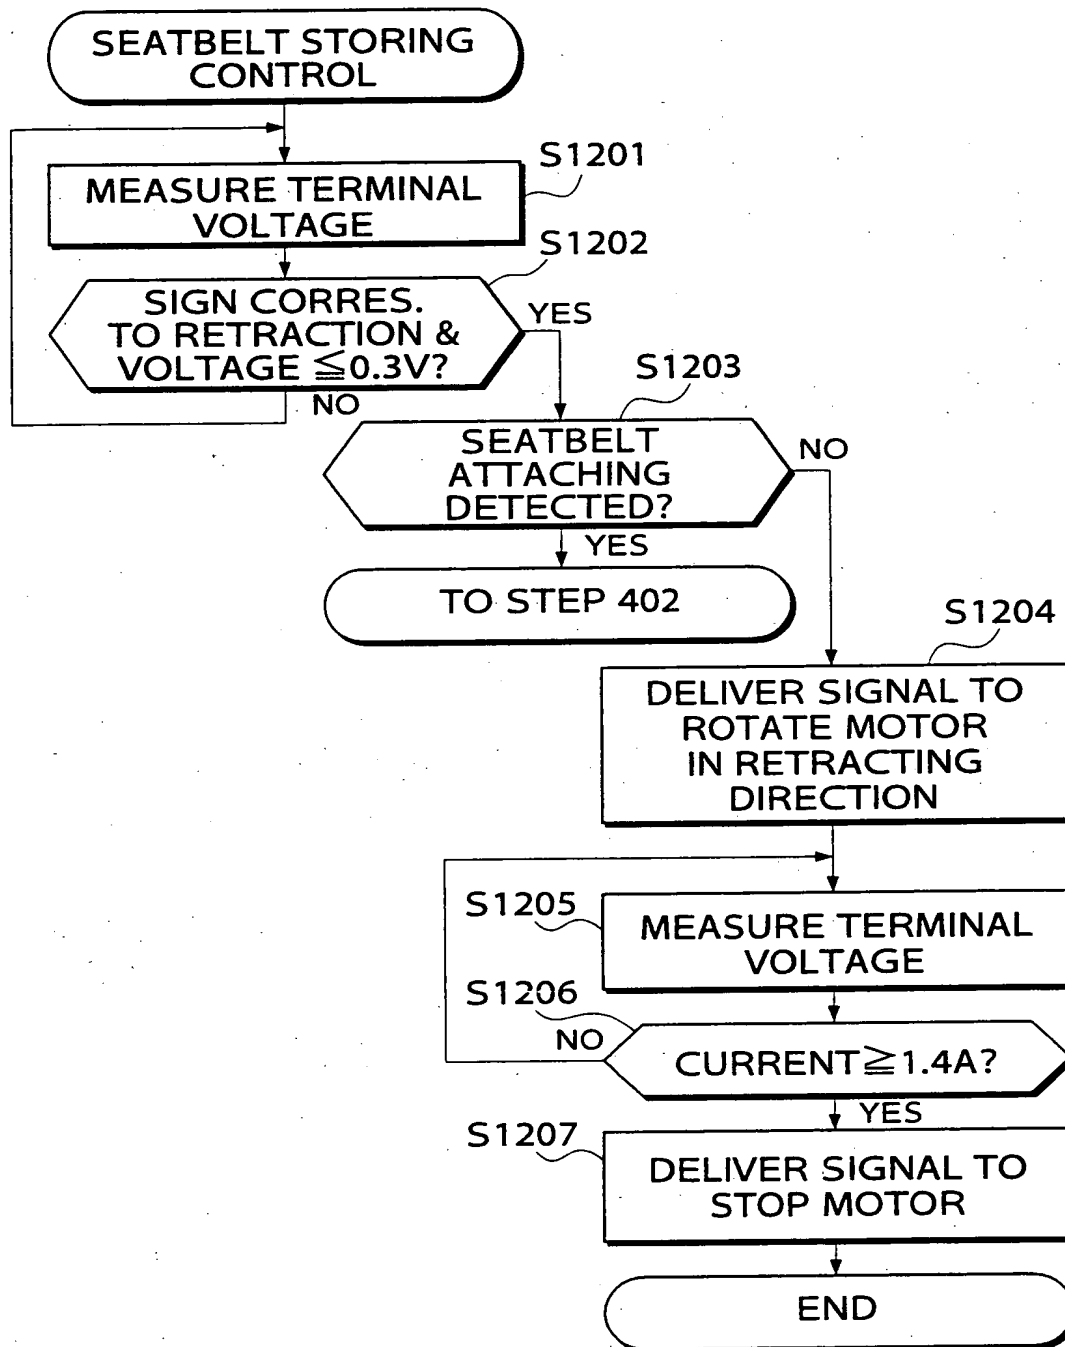 SEATBELT STORING
CONTROL
S1201
MEASURE TERMINAL
VOLTAGE
S1202
SIGN CORRES.
TO RETRACTION &
VOLTAGE ≦0.3V?
YES
NO
S1203
SEATBELT
ATTACHING
DETECTED?
NO
YES
TO STEP 402
S1204
DELIVER SIGNAL TO
ROTATE MOTOR
IN RETRACTING
DIRECTION
S1205
MEASURE TERMINAL
VOLTAGE
S1206
NO
CURRENT≧1.4A?
YES
S1207
DELIVER SIGNAL TO
STOP MOTOR
END